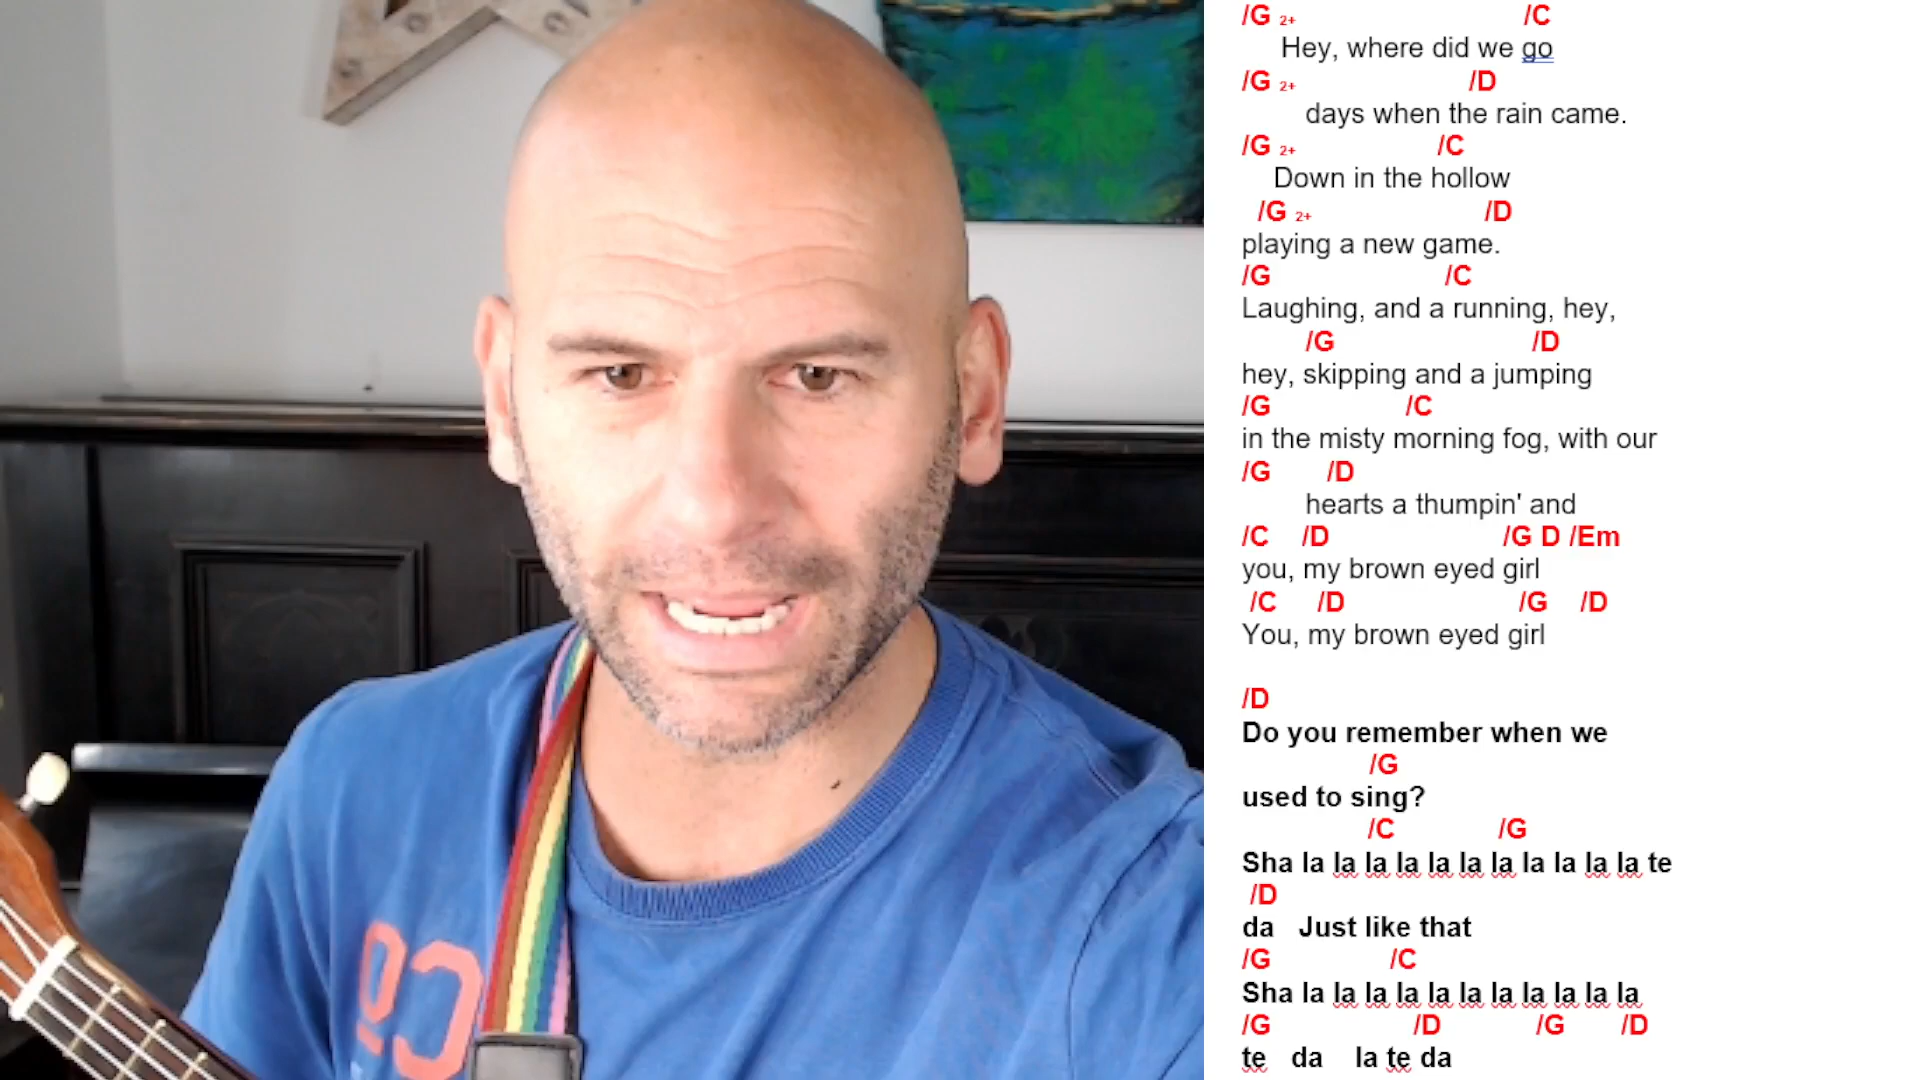 /G 2+ /C
Hey, where did we go
/G 2+ /D
days when the rain came.
/G 2+ /C
Down in the hollow
/G 2+ /D
playing a new game.
/G /C
Laughing, and a running, hey,
/G /D
hey, skipping and a jumping
/G /C
in the misty morning fog, with our
/G /D
hearts a thumpin' and
/C /D /G D /Em
you, my brown eyed girl
/C /D /G /D
You, my brown eyed girl
/D
Do you remember when we
/G
used to sing?
/C /G
Sha la la la la la la la la la la la te
/D
da Just like that
/G /C
Sha la la la la la la la la la la la
/G /D /G /D
te da la te da